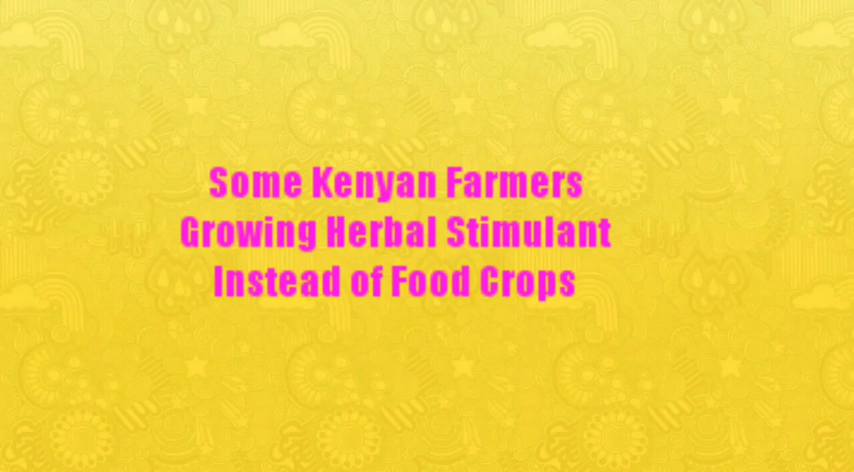 Some Kenyan Farmers
Growing Herbal Stimulant
Instead of Food Crops